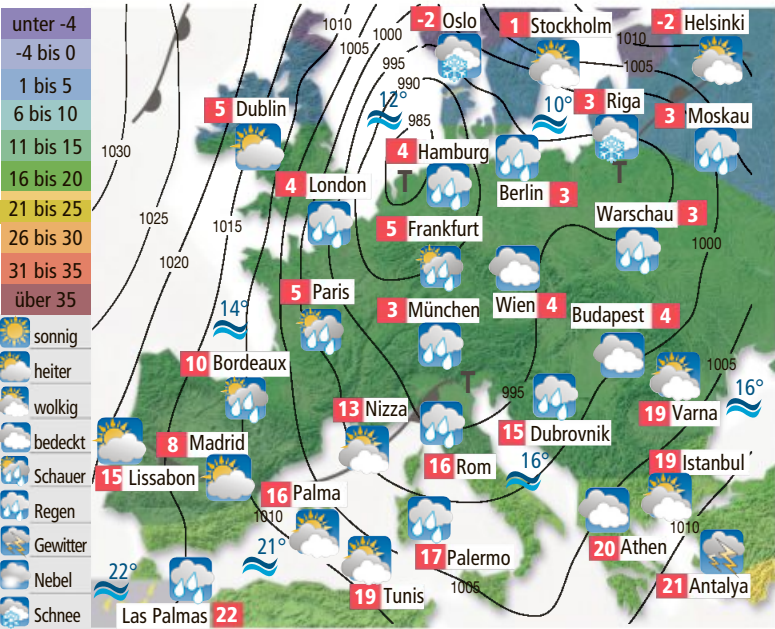 unter -4
-4 bis 0
1 bis 5
6 bis 10
11 bis 15
16 bis 20
21 bis 25
26 bis 30
31 bis 35
über 35
sonnig
heiter
wolkig
bedeckt
Schauer
Regen
Gewitter
Nebel
Schnee
-2 Oslo
1 Stockholm
-2 Helsinki
1010
1005
1000
995
990
985
1010
1005
5 Dublin
12°
10°
3 Riga
3 Moskau
4 Hamburg
T
T
1030
4 London
Berlin 3
1025
1015
5 Frankfurt
Warschau 3
1000
1020
14°
5 Paris
3 München
Wien 4
Budapest 4
10 Bordeaux
T
995
1005
16°
13 Nizza
19 Varna
8 Madrid
15 Dubrovnik
15 Lissabon
16 Rom
16°
19 Istanbul
16 Palma
1010
1010
21°
17 Palermo
20 Athen
22°
19 Tunis
1005
21 Antalya
Las Palmas 22